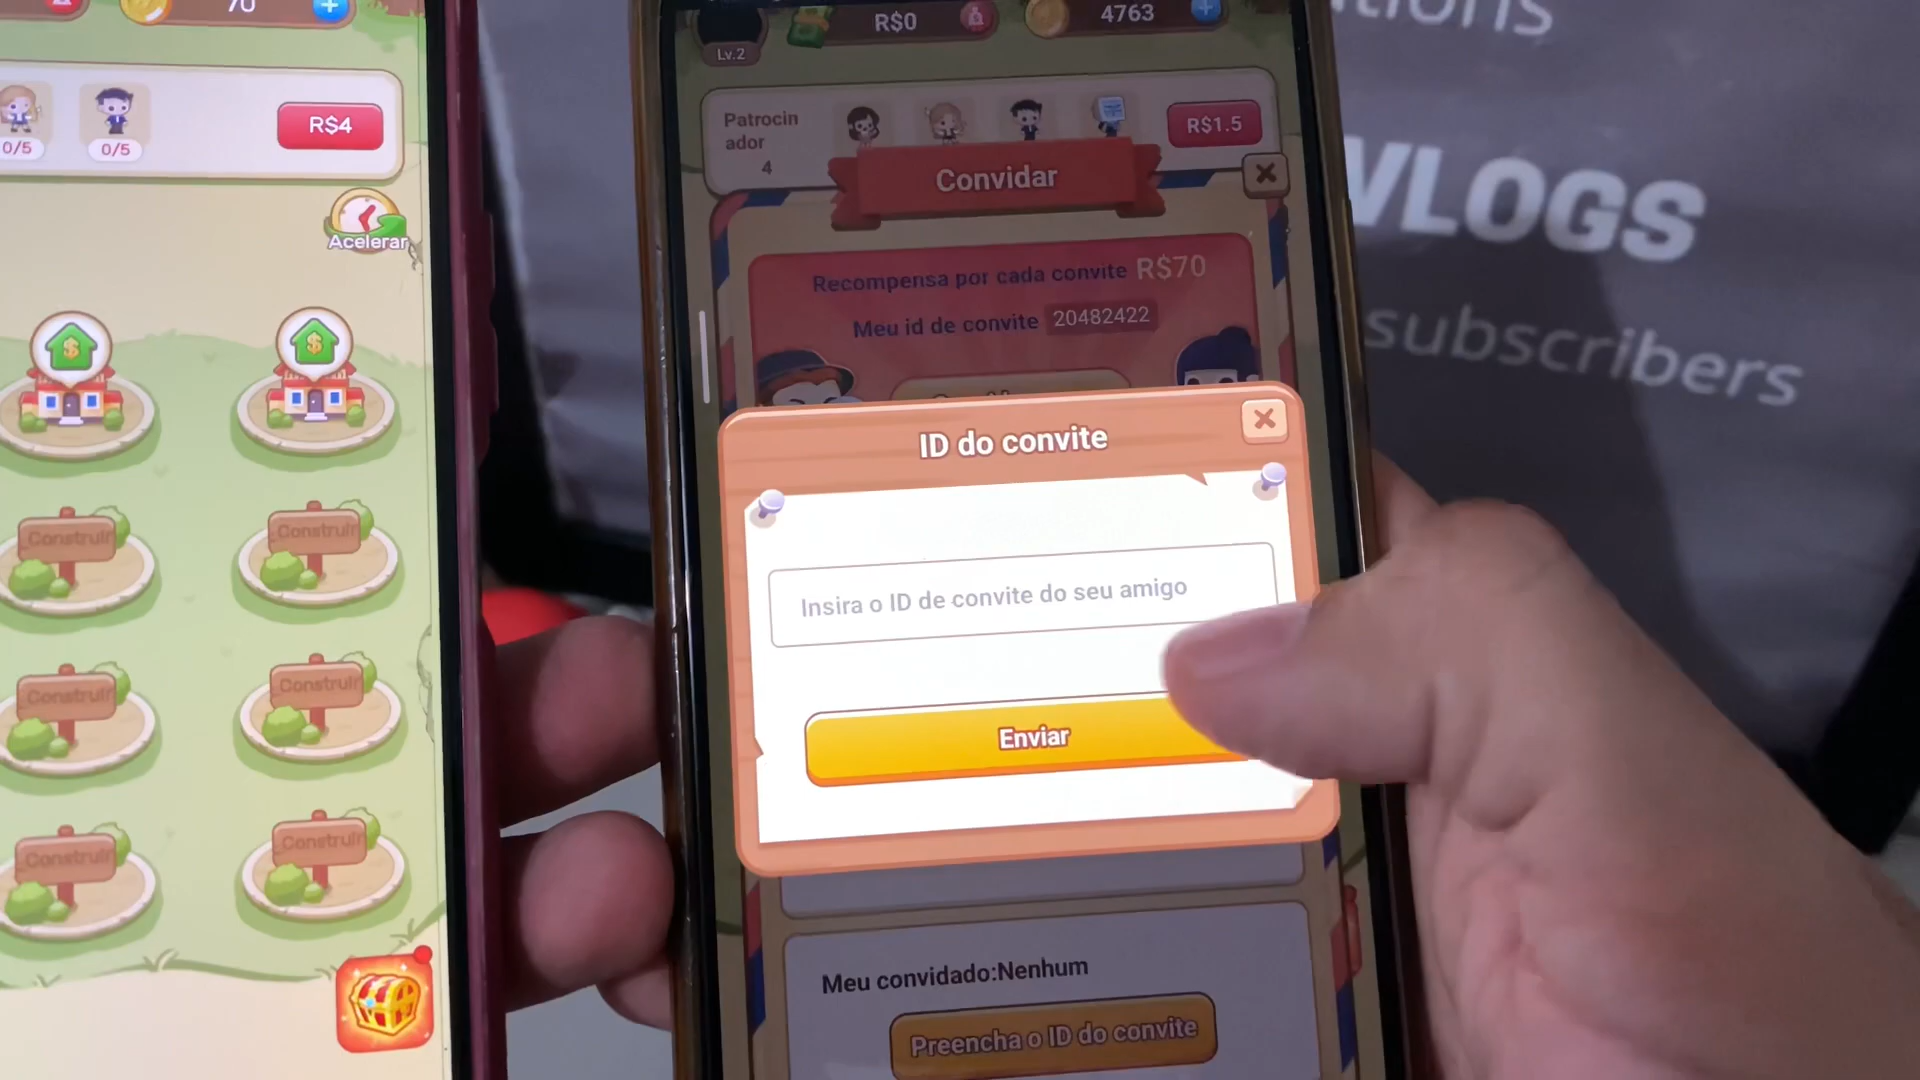 70
0/5
0/5
R$4
Acelerar
Construir
Construir
Construir
Construir
Construir
Construir
Lv.2
R$0
4763
Patrocin
ador
4
R$1.5
Convidar
Recompensa por cada convite R$70
Meu id de convite 20482422
ID do convite
Insira o ID de convite do seu amigo
Enviar
Meu convidado:Nenhum
Preencha o ID do convite
VLOGS
subscribers